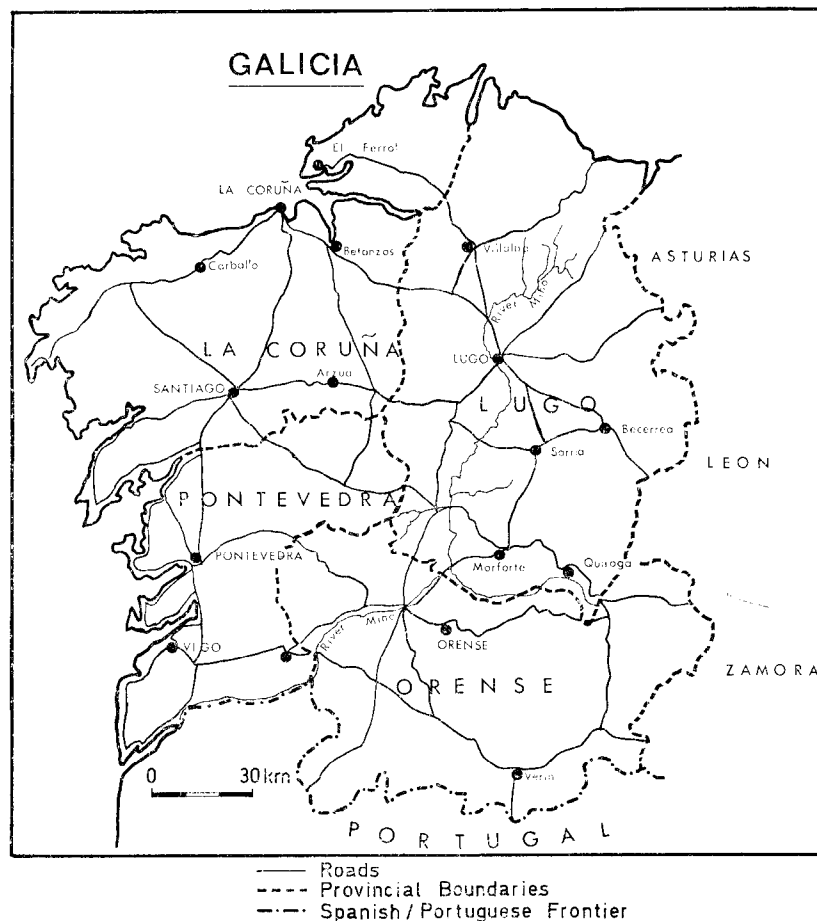 GALICIA
El Ferrol
LA CORUÑA
Betanzos
Villalba
Carballo
ASTURIAS
River Miño
LA CORUÑA
LUGO
SANTIAGO
Arzua
LUGO
Becerrea
Sarria
LEON
PONTEVEDRA
PONTEVEDRA
Monforte
Quiroga
River Miño
ORENSE
VIGO
ZAMORA
ORENSE
0 30km
Verin
PORTUGAL
Roads
Provincial Boundaries
Spanish/Portuguese Frontier